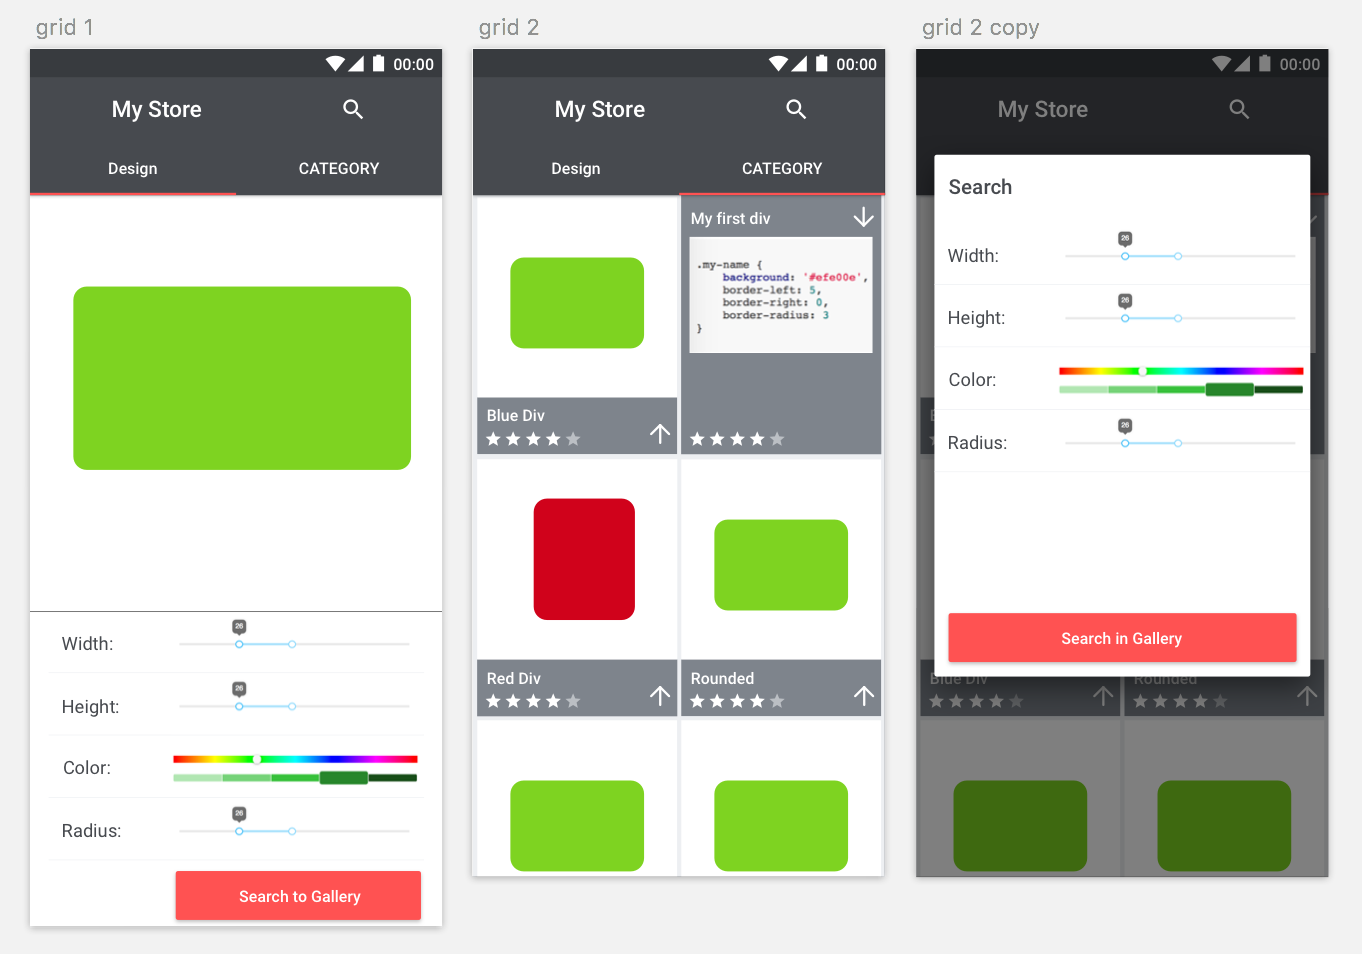 grid 1
00:00
My Store
Design
CATEGORY
Width:
26
Height:
26
Color:
Radius:
26
Search to Gallery
grid 2
00:00
My Store
Design
CATEGORY
Blue Div
My first div
.my-name {
background: '#efe00e',
border-left: 5,
border-right: 0,
border-radius: 3
}
Red Div
Rounded
grid 2 copy
00:00
My Store
Search
Width:
26
Height:
26
Color:
Radius:
26
Search in Gallery
Blue Div
Rounded